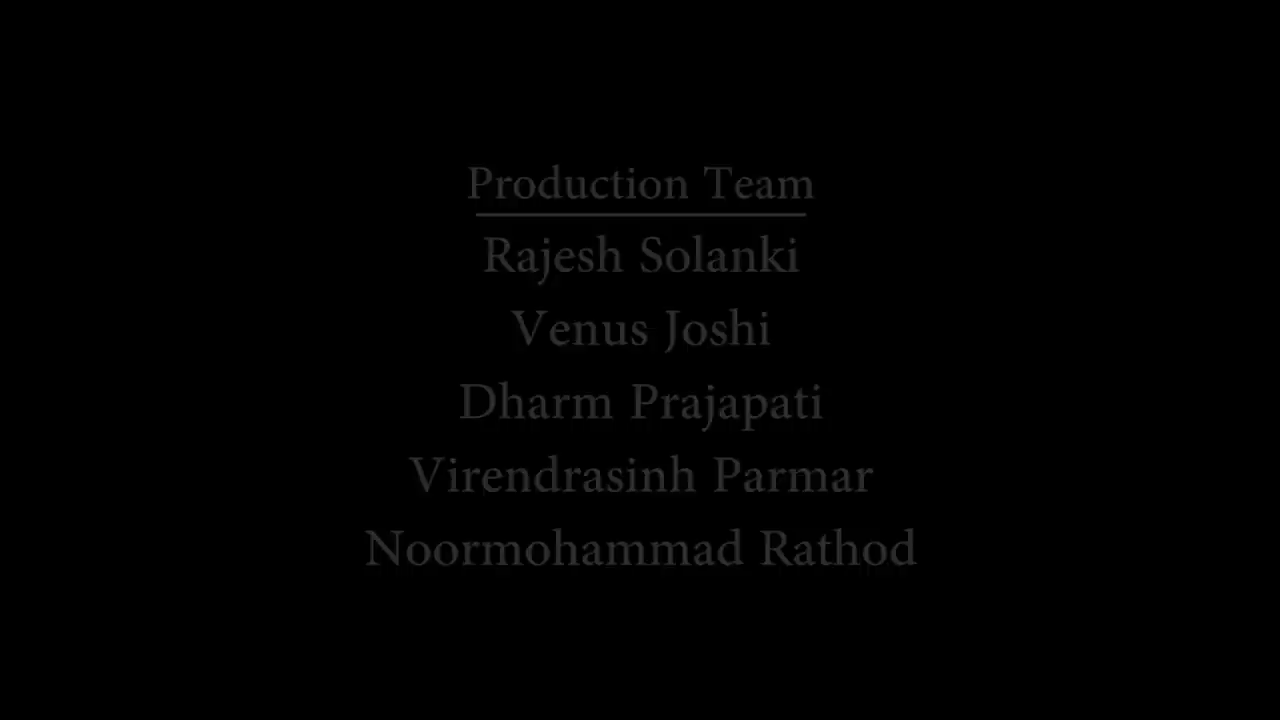 Production Team
Rajesh Solanki
Venus Joshi
Dharm Prajapati
Virendrasinh Parmar
Noormohammad Rathod